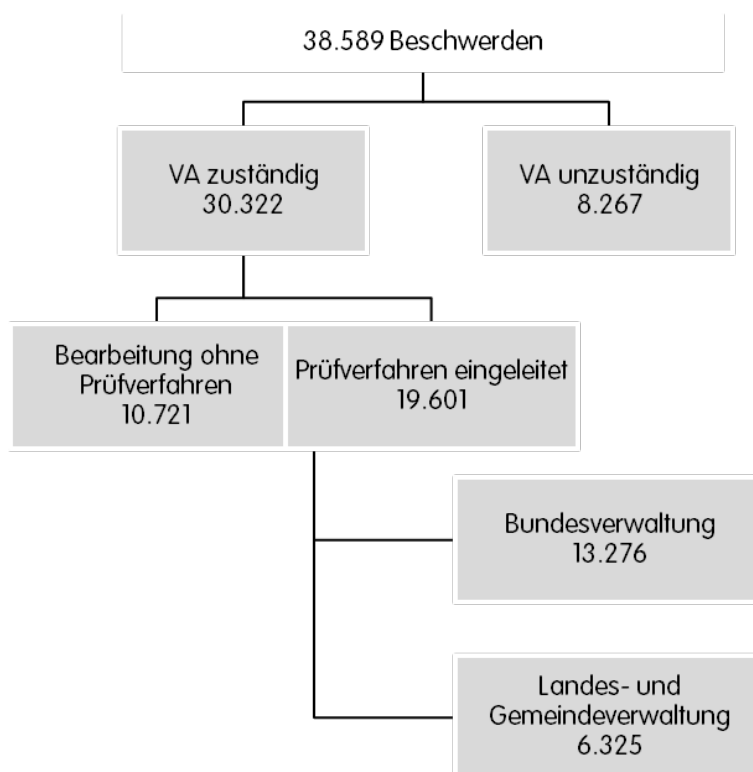 38.589 Beschwerden
VA zuständig
30.322
VA unzuständig
8.267
Bearbeitung ohne
Prüfverfahren
10.721
Prüfverfahren eingeleitet
19.601
Bundesverwaltung
13.276
Landes- und
Gemeindeverwaltung
6.325